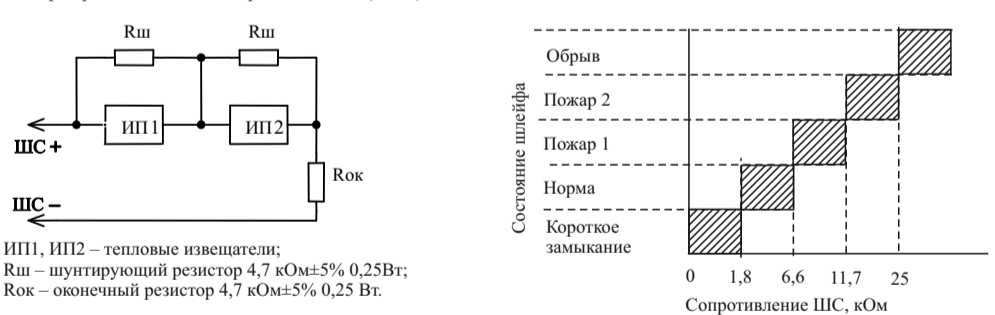 Rш
Rш
ИП1
ИП2
ШС +
Rок
ШС –
ИП1, ИП2 – тепловые извещатели;
Rш – шунтирующий резистор 4,7 кОм±5% 0,25Вт;
Rок – оконечный резистор 4,7 кОм±5% 0,25 Вт.
Состояние шлейфа
Обрыв
Пожар 2
Пожар 1
Норма
Короткое
замыкание
0 1,8 6,6 11,7 25
Сопротивление ШС, кОм